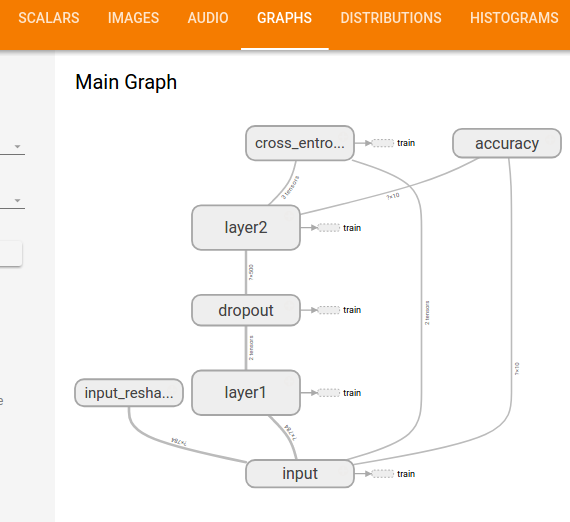 SCALARS IMAGES AUDIO GRAPHS DISTRIBUTIONS HISTOGRAMS
Main Graph
cross_entro... train accuracy
3 tensors
?×10
layer2 train
?×500
dropout train
2 tensors
2 tensors
?×10
input_resha... layer1 train
e
?×784
?×784
input train